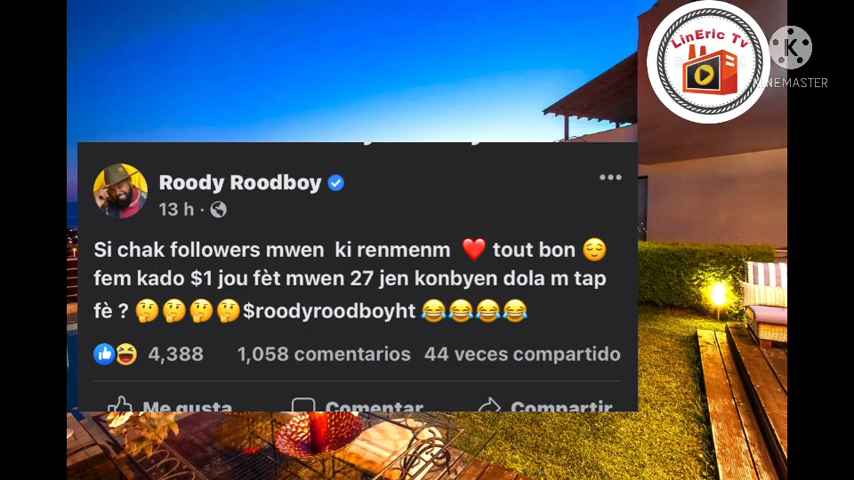 LinEric Tv
KINEMASTER
Roody Roodboy
13 h ·
Si chak followers mwen ki renmenm ❤️ tout bon 😌
fem kado $1 jou fèt mwen 27 jen konbyen dola m tap
fè ? 🤔🤔🤔🤔$roodyroodboyht 😂😂😂😂
4,388 1,058 comentarios 44 veces compartido
Me gusta Comentar Compartir